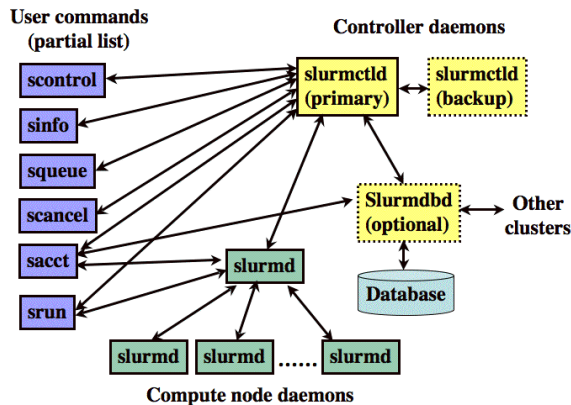 User commands
(partial list)
Controller daemons
scontrol
sinfo
squeue
scancel
sacct
srun
slurmctld
(primary)
slurmctld
(backup)
Slurmdbd
(optional)
Other
clusters
Database
slurmd
slurmd
slurmd
......
slurmd
Compute node daemons